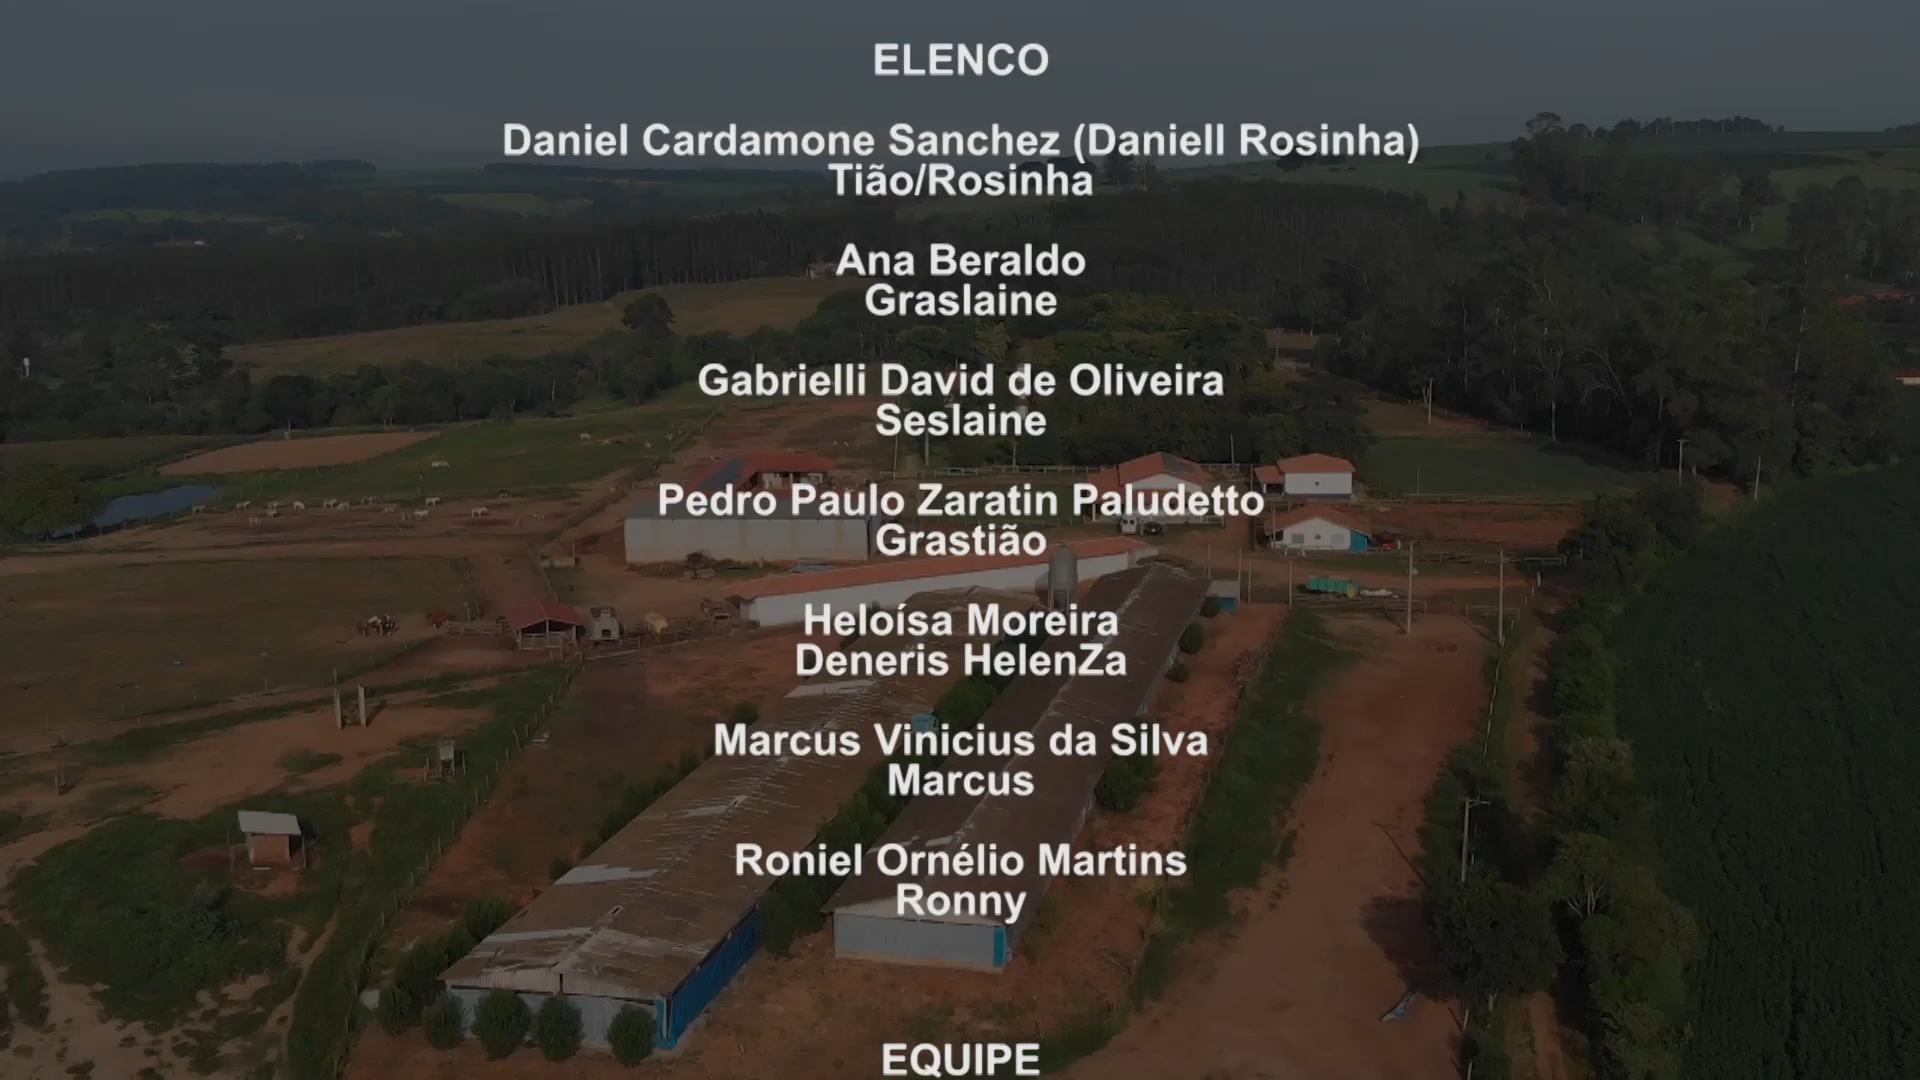 ELENCO
Daniel Cardamone Sanchez (Daniell Rosinha)
Tião/Rosinha
Ana Beraldo
Graslaine
Gabrielli David de Oliveira
Seslaine
Pedro Paulo Zaratin Paludetto
Grastião
Heloísa Moreira
Deneris HelenZa
Marcus Vinicius da Silva
Marcus
Roniel Ornélio Martins
Ronny
EQUIPE